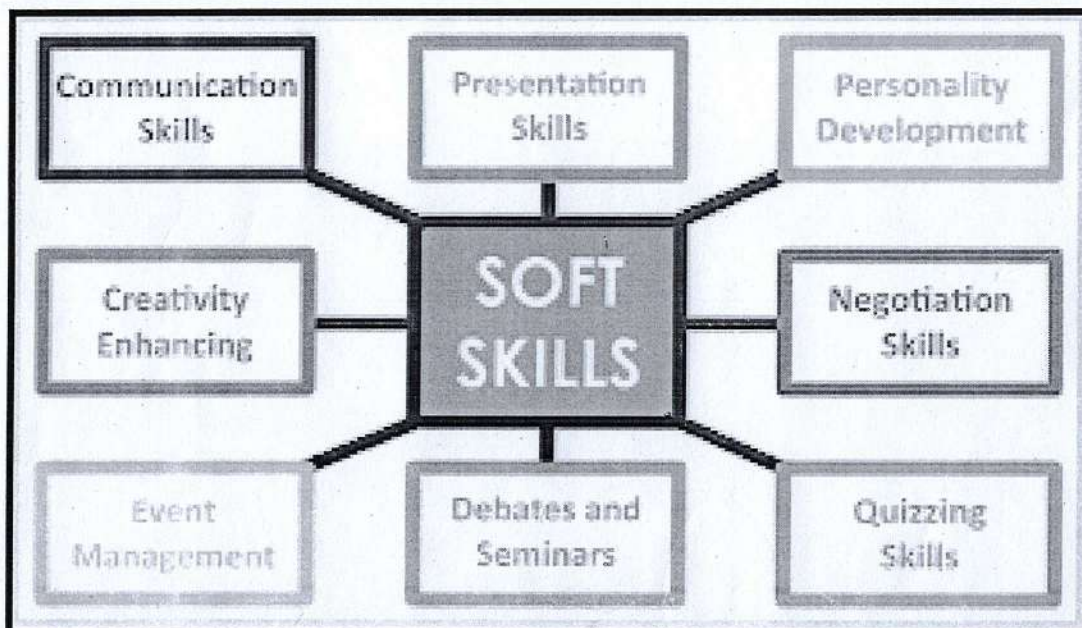 Communication
Skills
Presentation
Skills
Personality
Development
Creativity
Enhancing
SOFT
SKILLS
Negotiation
Skills
Event
Management
Debates and
Seminars
Quizzing
Skills